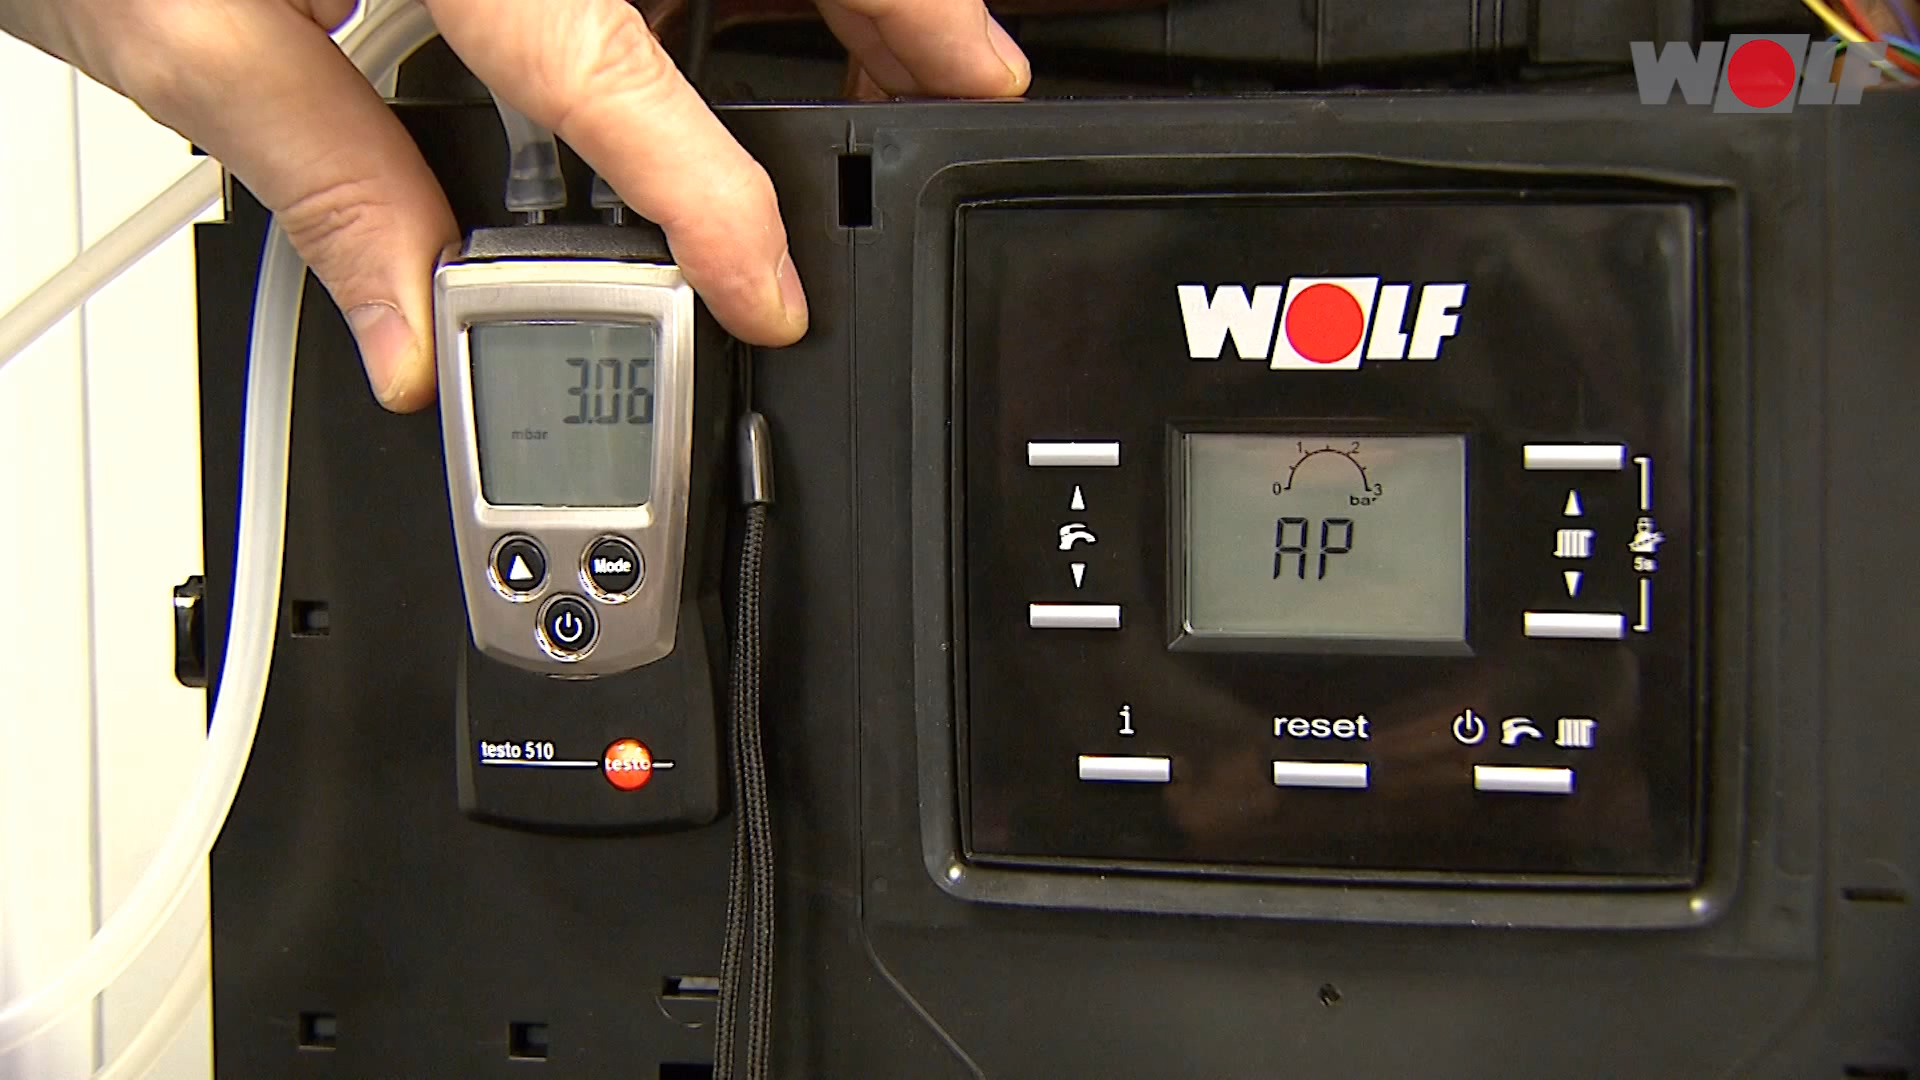 WOLF
3.06
mbar
Mode
testo 510
testo
WOLF
0 1 2 3
bar
AP
5s
i
reset